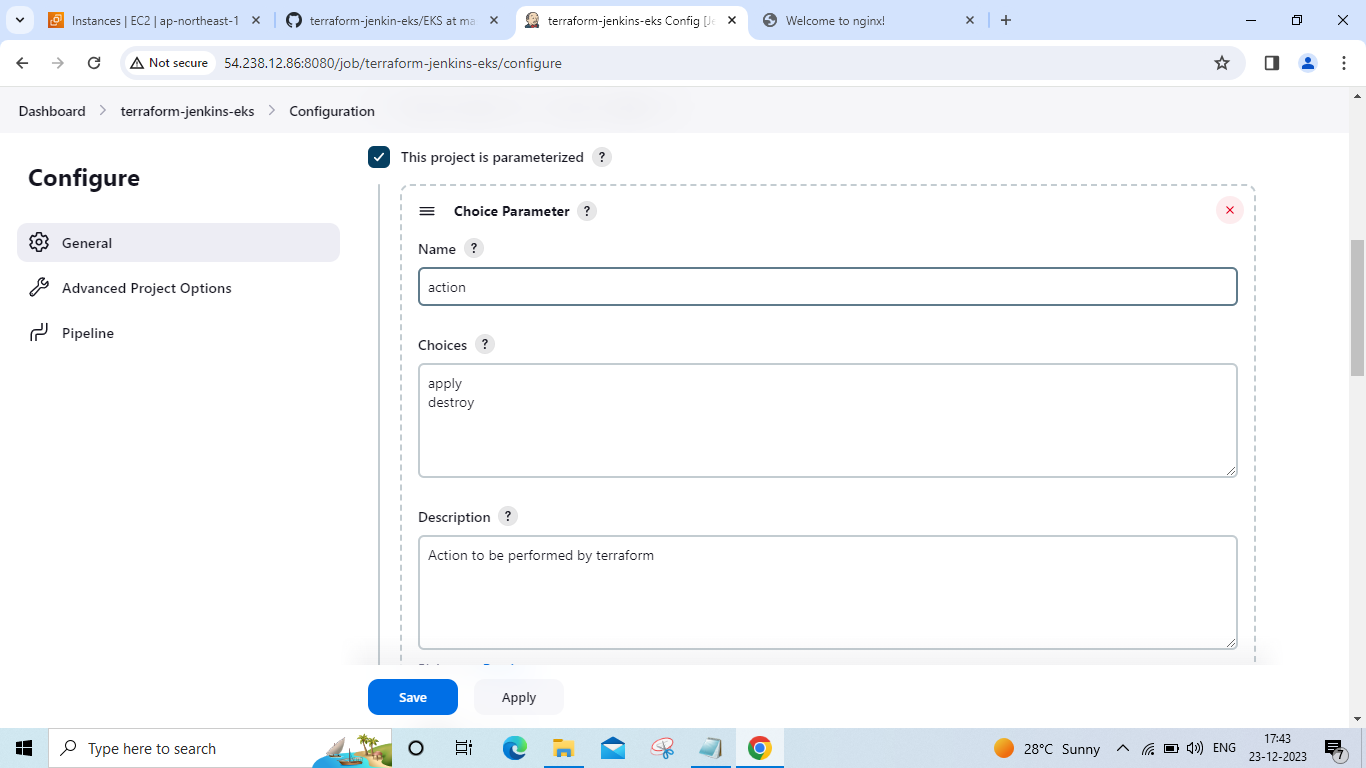 Instances | EC2 | ap-northeast-1
terraform-jenkin-eks/EKS at ma
terraform-jenkins-eks Config [Je
Welcome to nginx!
Not secure
54.238.12.86:8080/job/terraform-jenkins-eks/configure
Dashboard
terraform-jenkins-eks
Configuration
Configure
General
Advanced Project Options
Pipeline
This project is parameterized ?
Choice Parameter ?
Name ?
action
Choices ?
apply
destroy
Description ?
Action to be performed by terraform
Save
Apply
Type here to search
28°C Sunny
ENG
17:43
23-12-2023
7